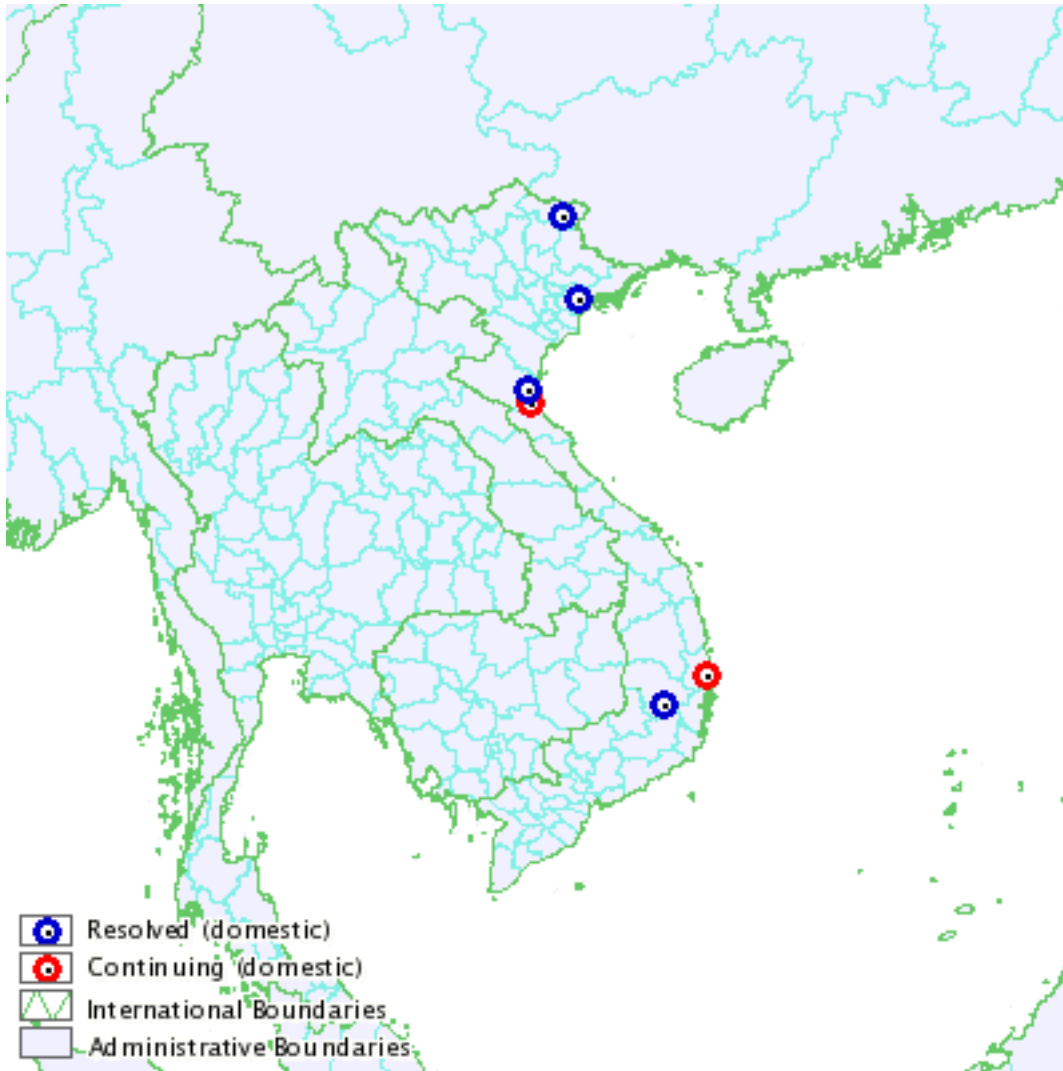 Resolved (domestic)
Continuing (domestic)
International Boundaries
Administrative Boundaries